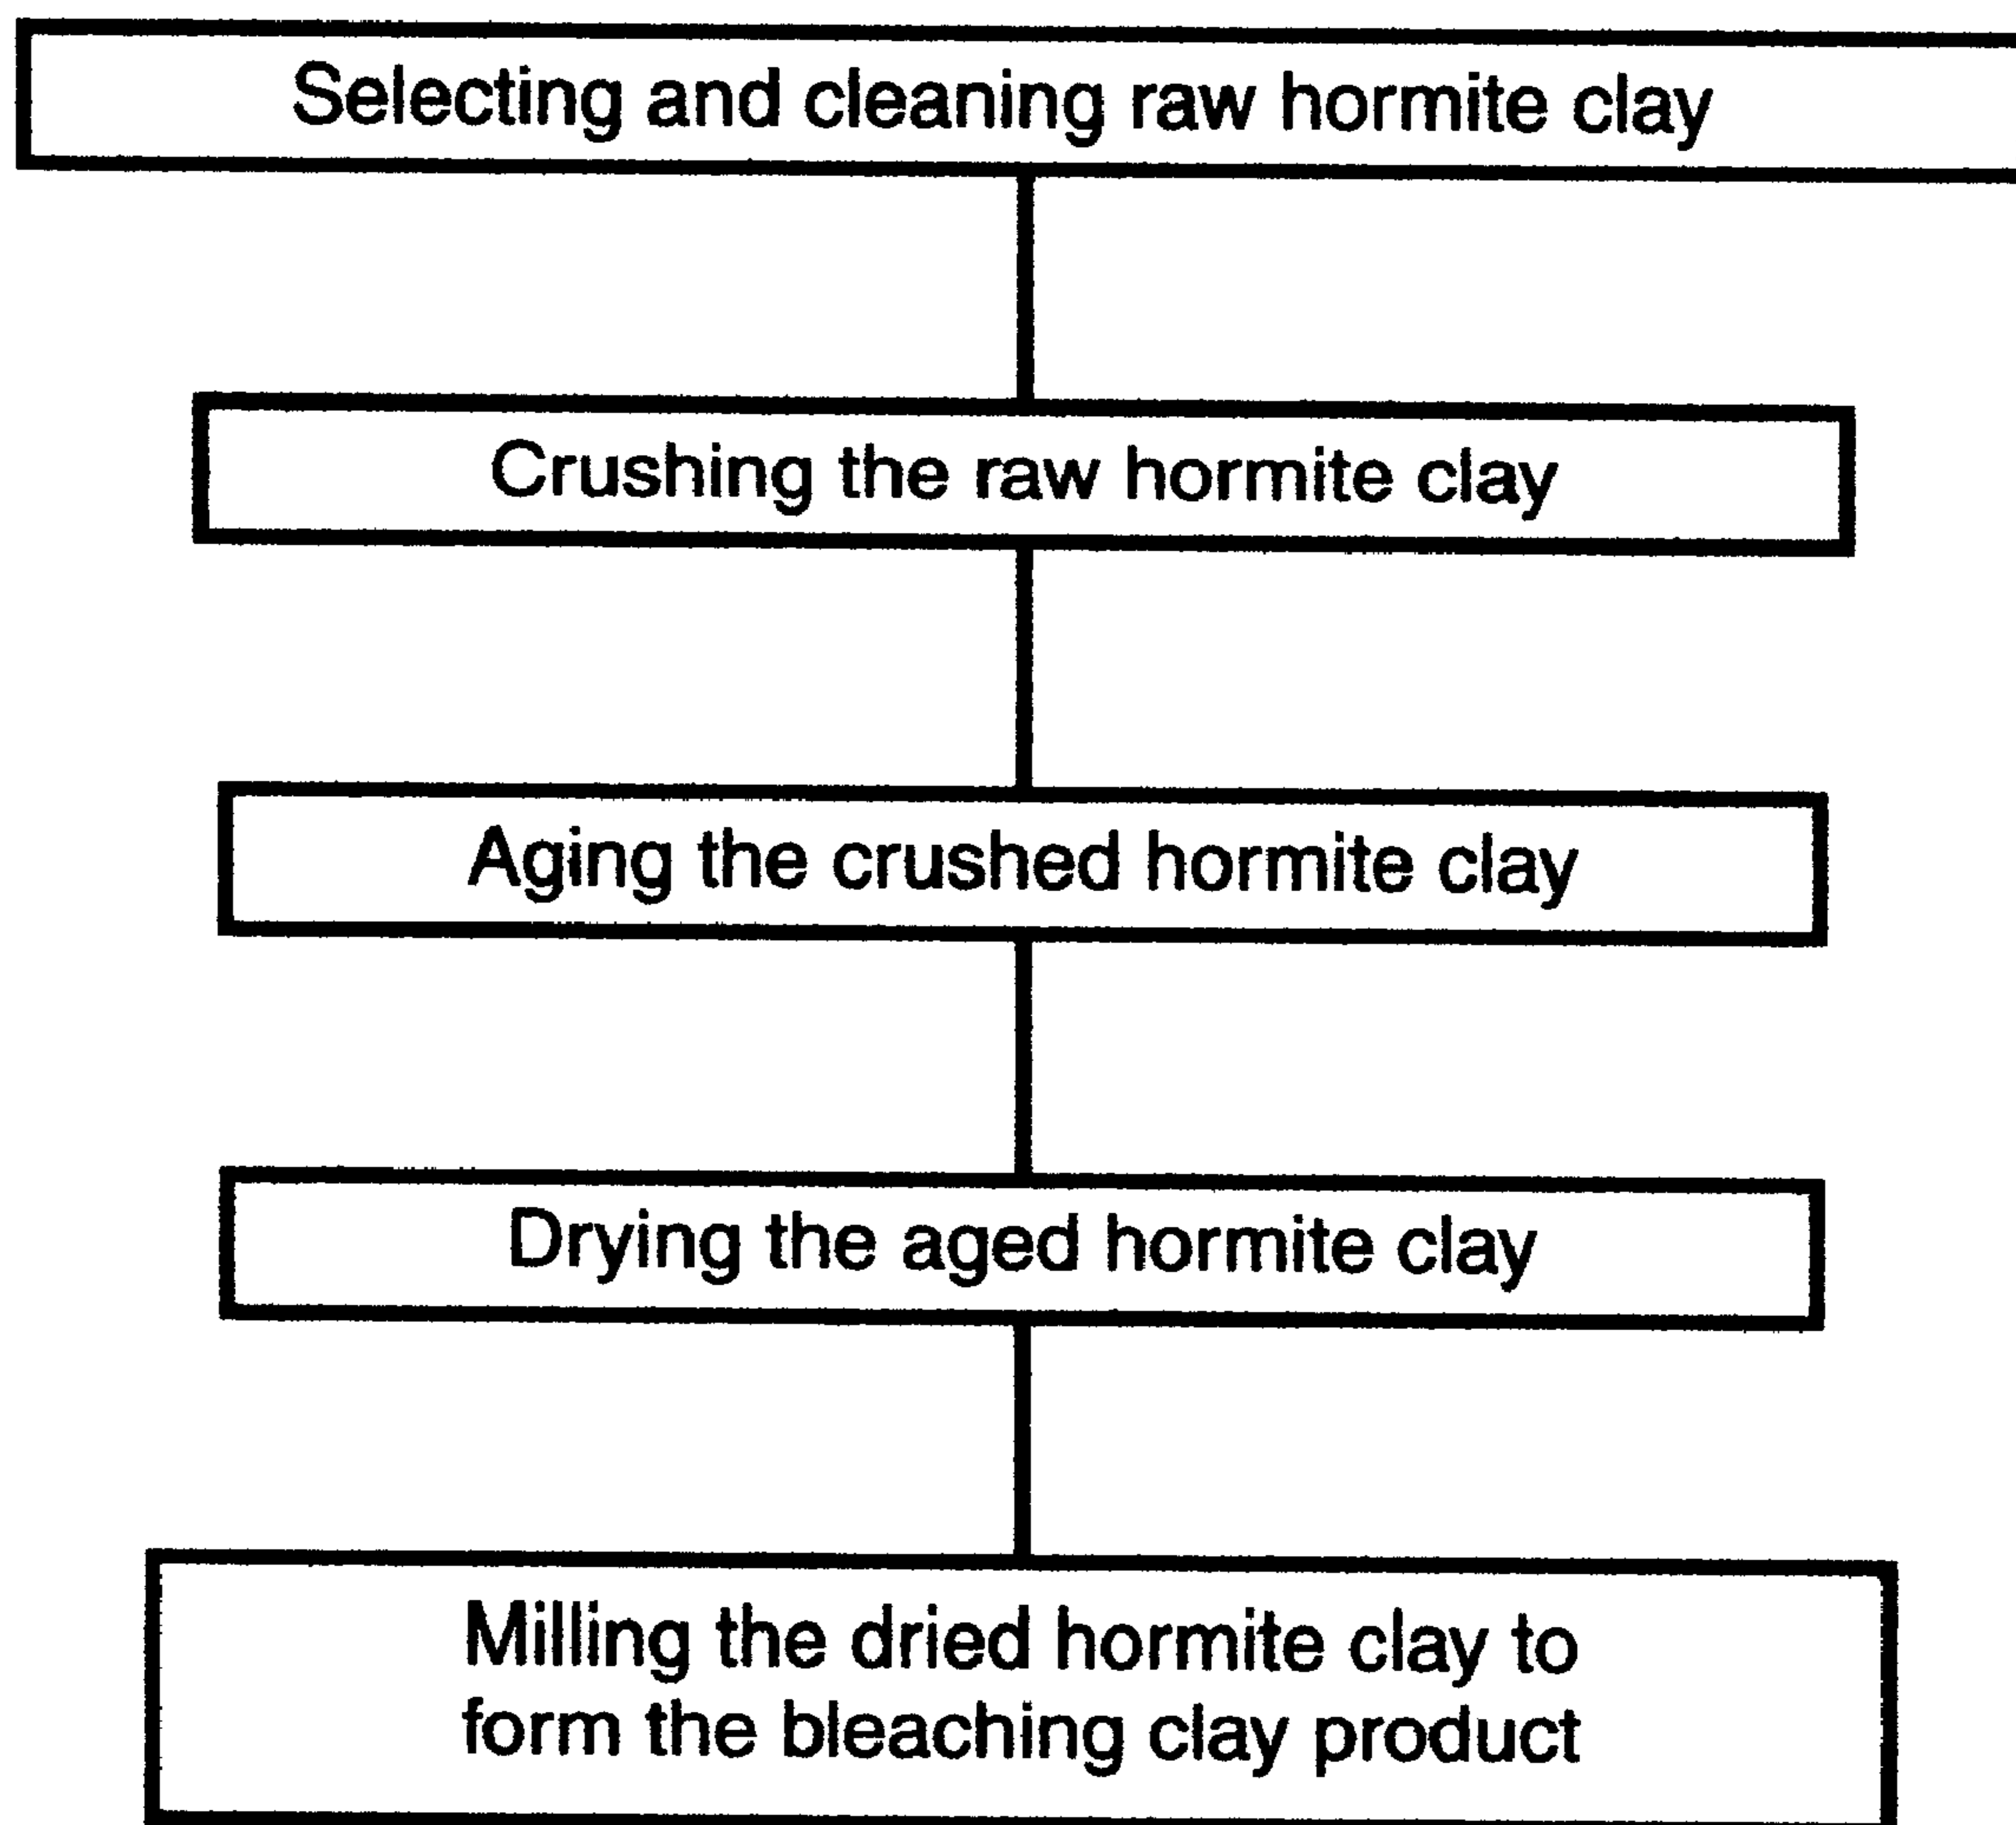 Selecting and cleaning raw hormite clay
Crushing the raw hormite clay
Aging the crushed hormite clay
Drying the aged hormite clay
Milling the dried hormite clay to
form the bleaching clay product